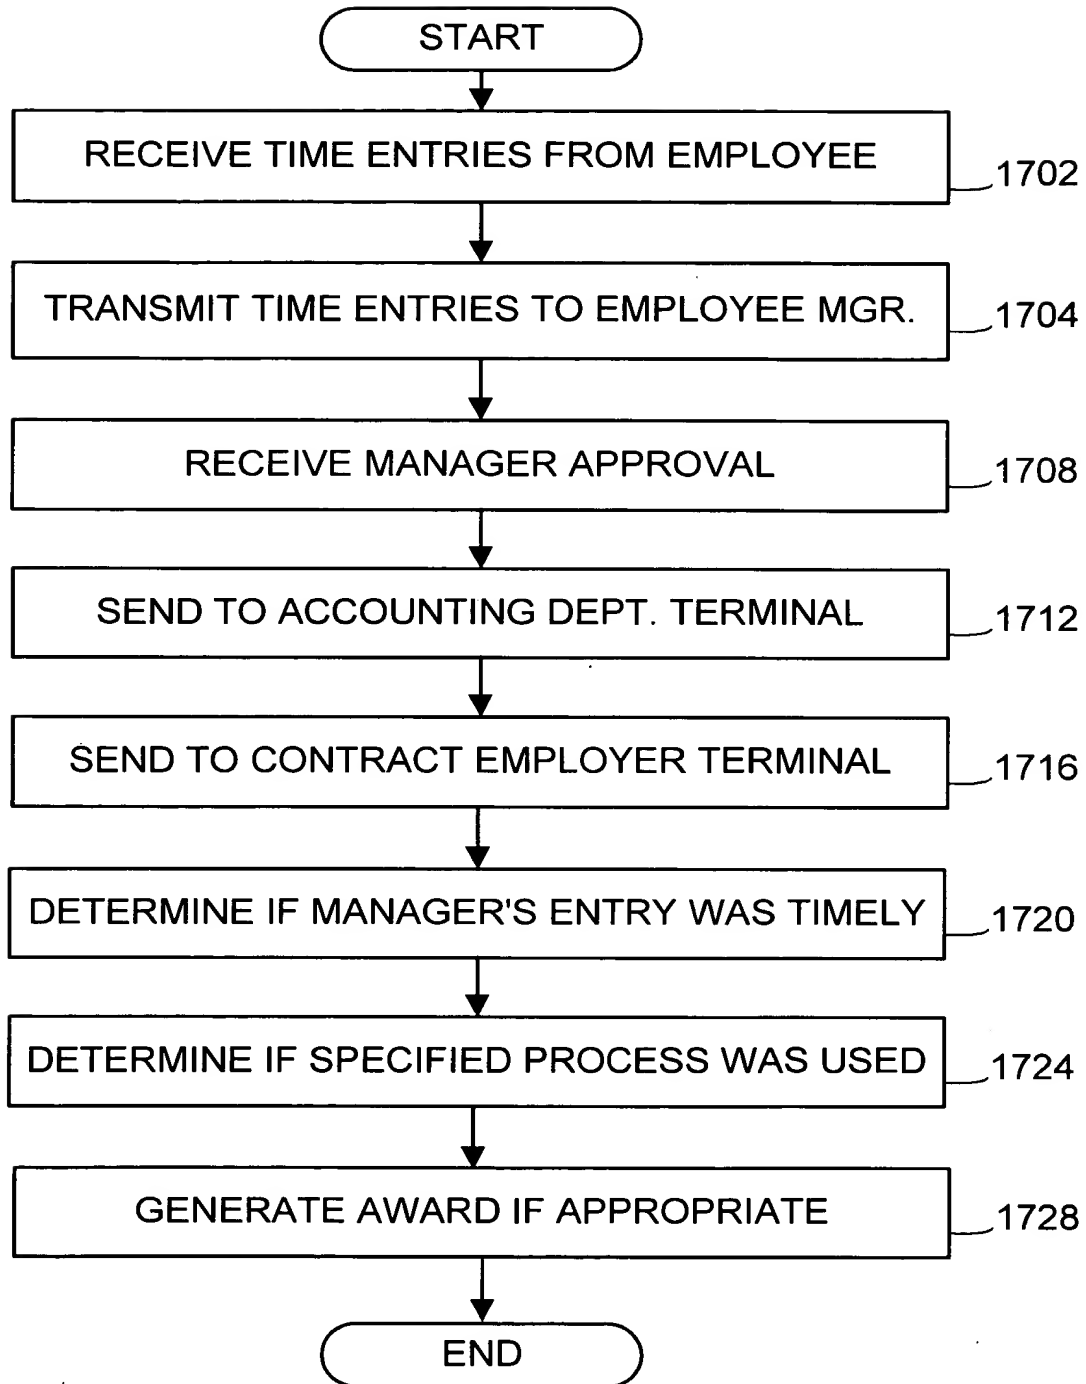 START
RECEIVE TIME ENTRIES FROM EMPLOYEE
1702
TRANSMIT TIME ENTRIES TO EMPLOYEE MGR.
1704
RECEIVE MANAGER APPROVAL
1708
SEND TO ACCOUNTING DEPT. TERMINAL
1712
SEND TO CONTRACT EMPLOYER TERMINAL
1716
DETERMINE IF MANAGER'S ENTRY WAS TIMELY
1720
DETERMINE IF SPECIFIED PROCESS WAS USED
1724
GENERATE AWARD IF APPROPRIATE
1728
END